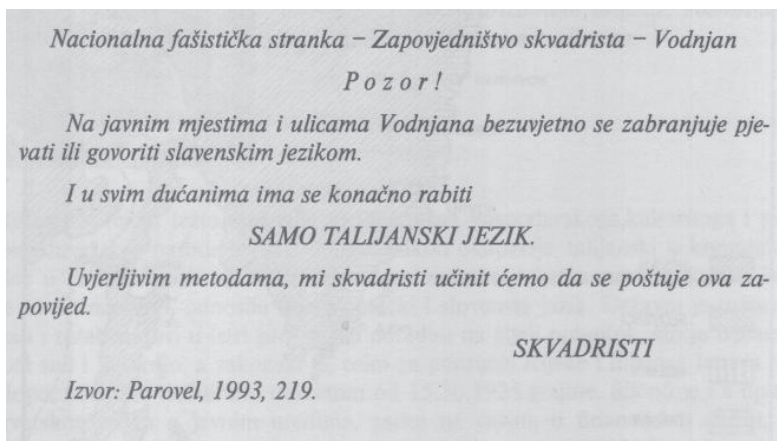 Nacionalna fašistička stranka – Zapovjedništvo skvadrista – Vodnjan
Pozor!
Na javnim mjestima i ulicama Vodnjana bezuvjetno se zabranjuje pje-
vati ili govoriti slavenskim jezikom.
I u svim dućanima ima se konačno rabiti
SAMO TALIJANSKI JEZIK.
Uvjerljivim metodama, mi skvadristi učinit ćemo da se poštuje ova za-
povijed.
SKVADRISTI
Izvor: Parovel, 1993, 219.